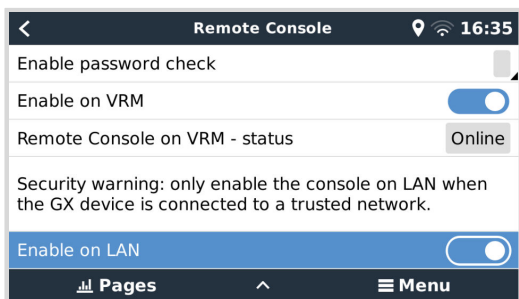 Remote Console 16:35
Enable password check
Enable on VRM
Remote Console on VRM - status Online
Security warning: only enable the console on LAN when
the GX device is connected to a trusted network.
Enable on LAN
Pages Menu